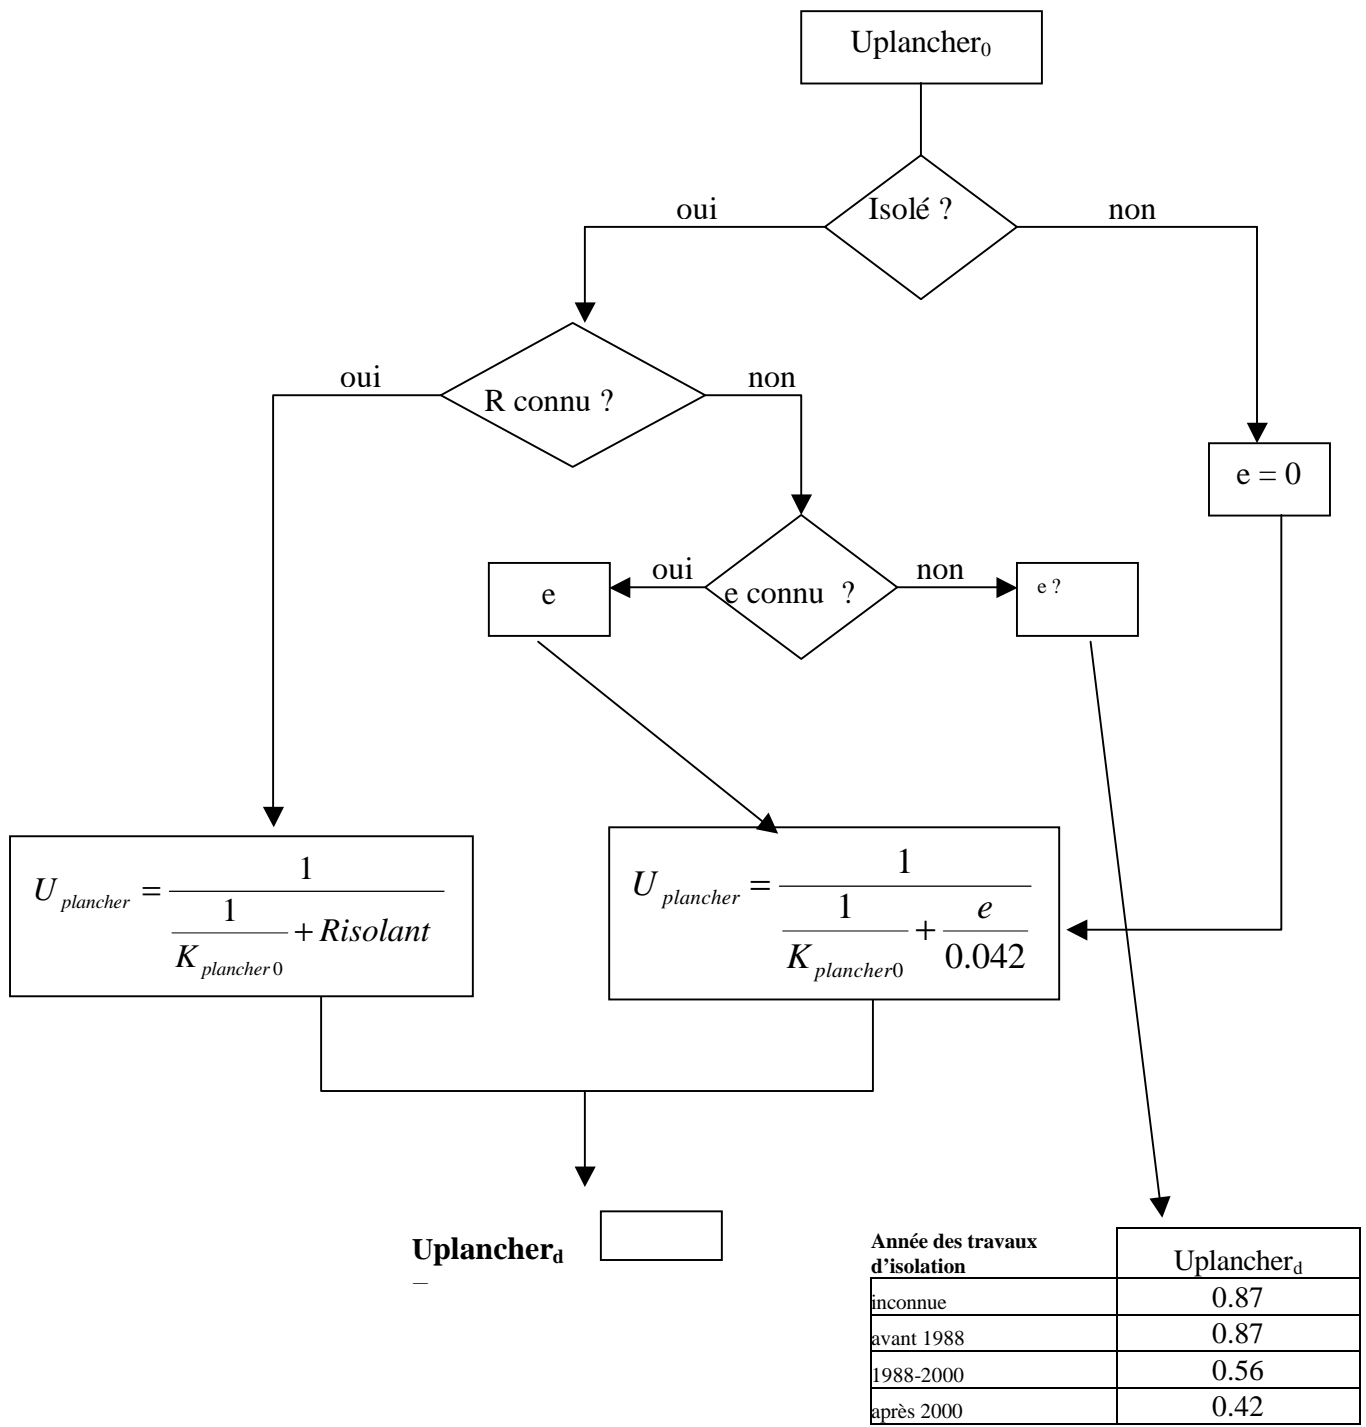 Uplancher₀
Isolé ?
oui
non
R connu ?
oui
non
e = 0
e
oui
e connu ?
non
e ?
U plancher = 1 / (1 / K plancher 0 + Risolant)
U plancher = 1 / (1 / K plancher0 + e / 0.042)
Uplancher_d
Année des travaux
d’isolation
Uplancher_d
inconnue 0.87
avant 1988 0.87
1988-2000 0.56
après 2000 0.42